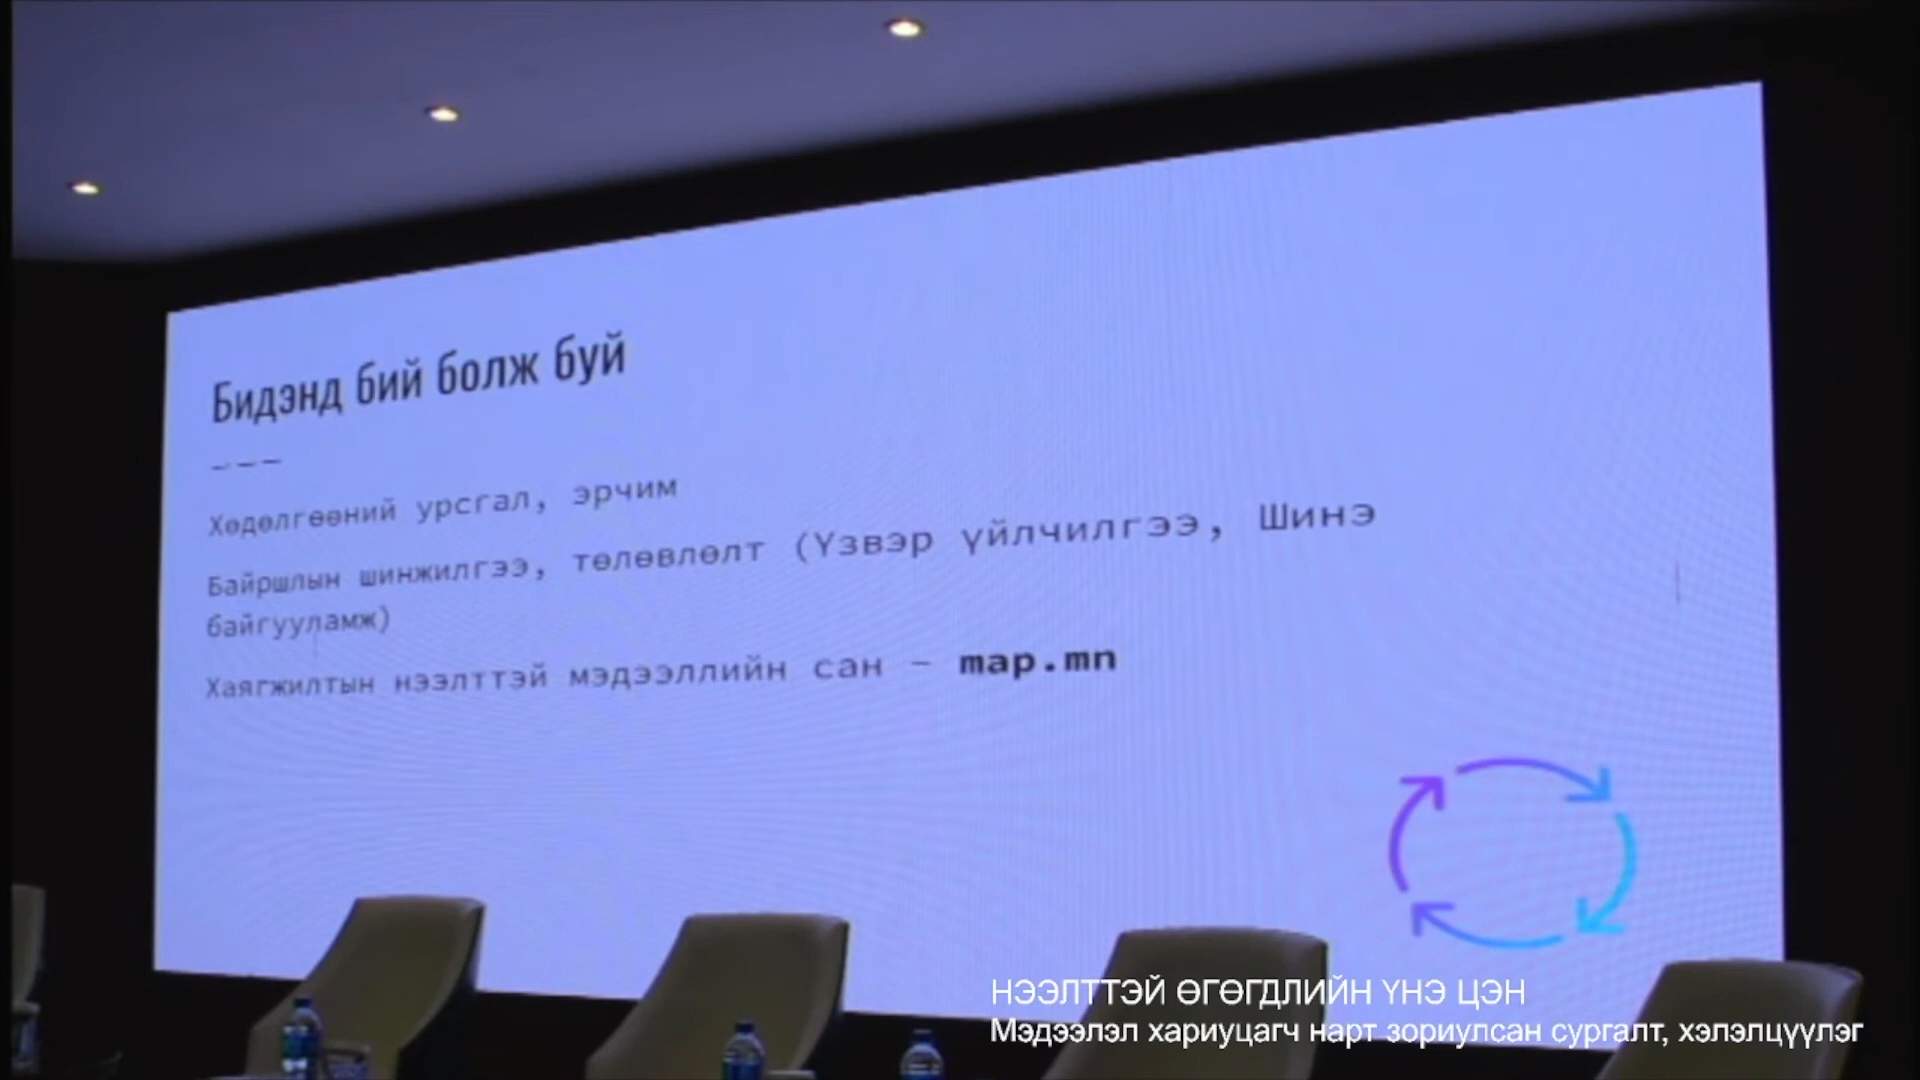 Бидэнд бий болж буй
———
Хөдөлгөөний урсгал, эрчим
Байршлын шинжилгээ, төлөвлөлт (Үзвэр үйлчилгээ, Шинэ
байгууламж)
Хаягжилтын нээлттэй мэдээллийн сан – map.mn
НЭЭЛТТЭЙ ӨГӨГДЛИЙН ҮНЭ ЦЭН
Мэдээлэл хариуцагч нарт зориулсан сургалт, хэлэлцүүлэг